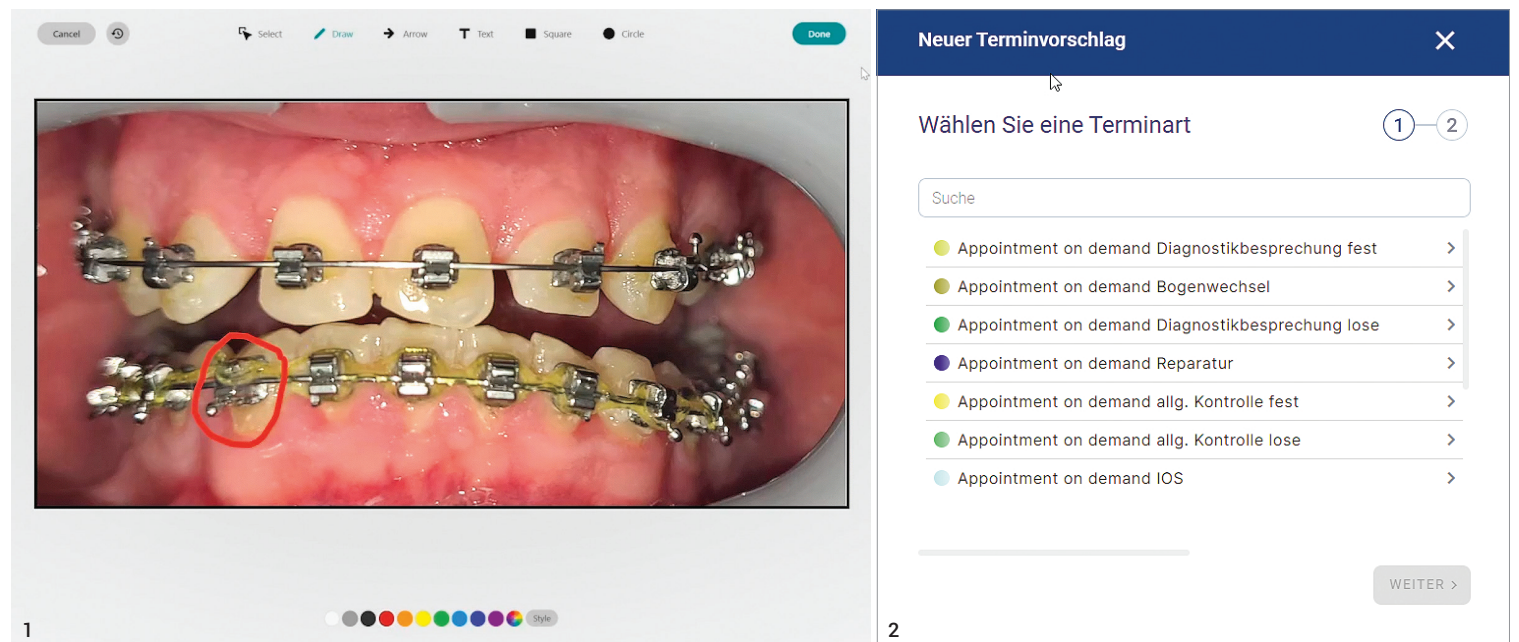 Cancel Select Draw Arrow Text Square Circle Done
Style
1
Neuer Terminvorschlag
Wählen Sie eine Terminart
1 2
Suche
Appointment on demand Diagnostikbesprechung fest
Appointment on demand Bogenwechsel
Appointment on demand Diagnostikbesprechung lose
Appointment on demand Reparatur
Appointment on demand allg. Kontrolle fest
Appointment on demand allg. Kontrolle lose
Appointment on demand IOS
WEITER
2